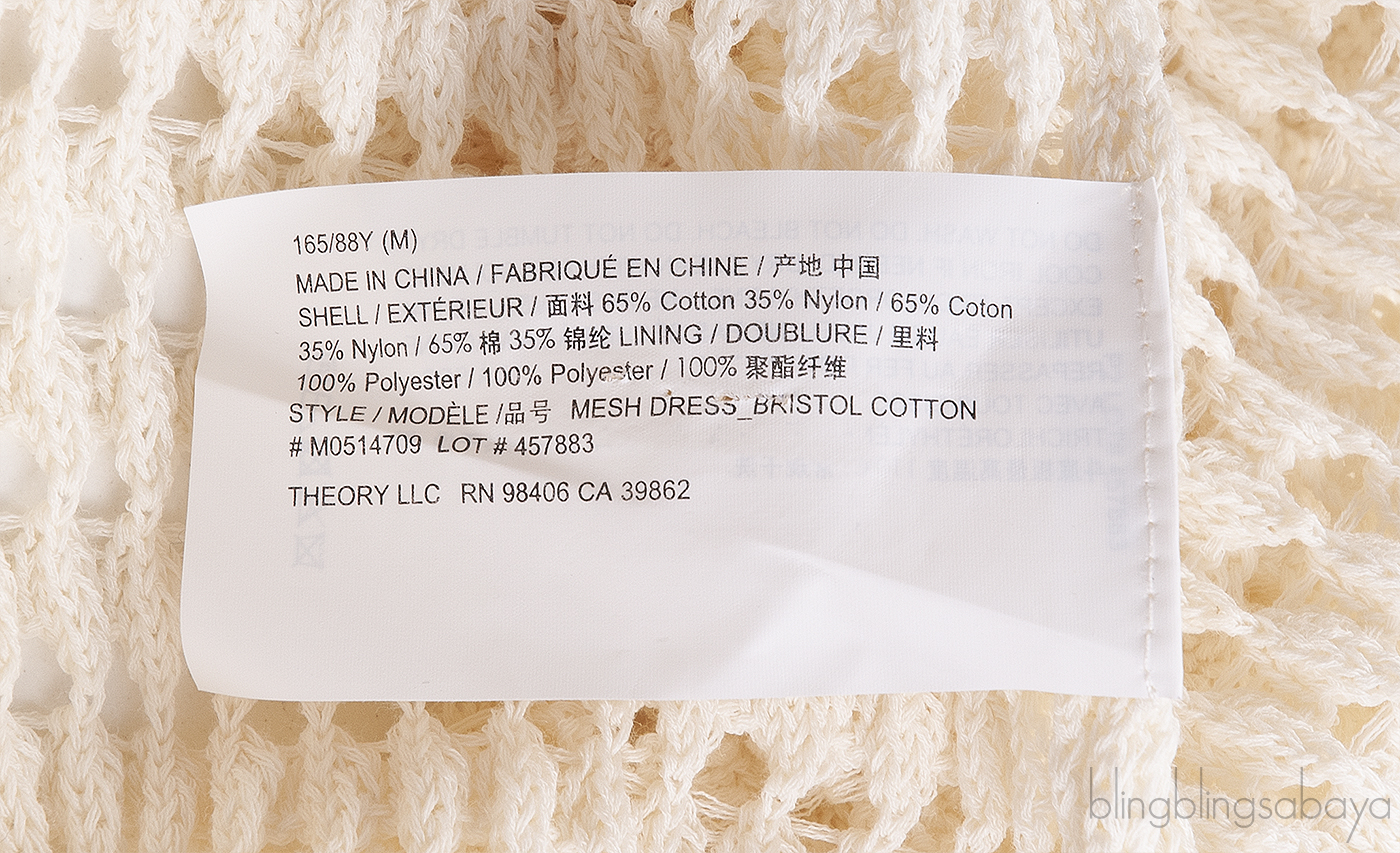 165/88Y (M)
MADE IN CHINA / FABRIQUÉ EN CHINE / 产地 中国
SHELL / EXTÉRIEUR / 面料 65% Cotton 35% Nylon / 65% Coton
35% Nylon / 65% 棉 35% 锦纶 LINING / DOUBLURE / 里料
100% Polyester / 100% Polyester / 100% 聚酯纤维
STYLE / MODÈLE /品号 MESH DRESS_BRISTOL COTTON
# M0514709 LOT # 457883
THEORY LLC RN 98406 CA 39862
blingblingsabaya